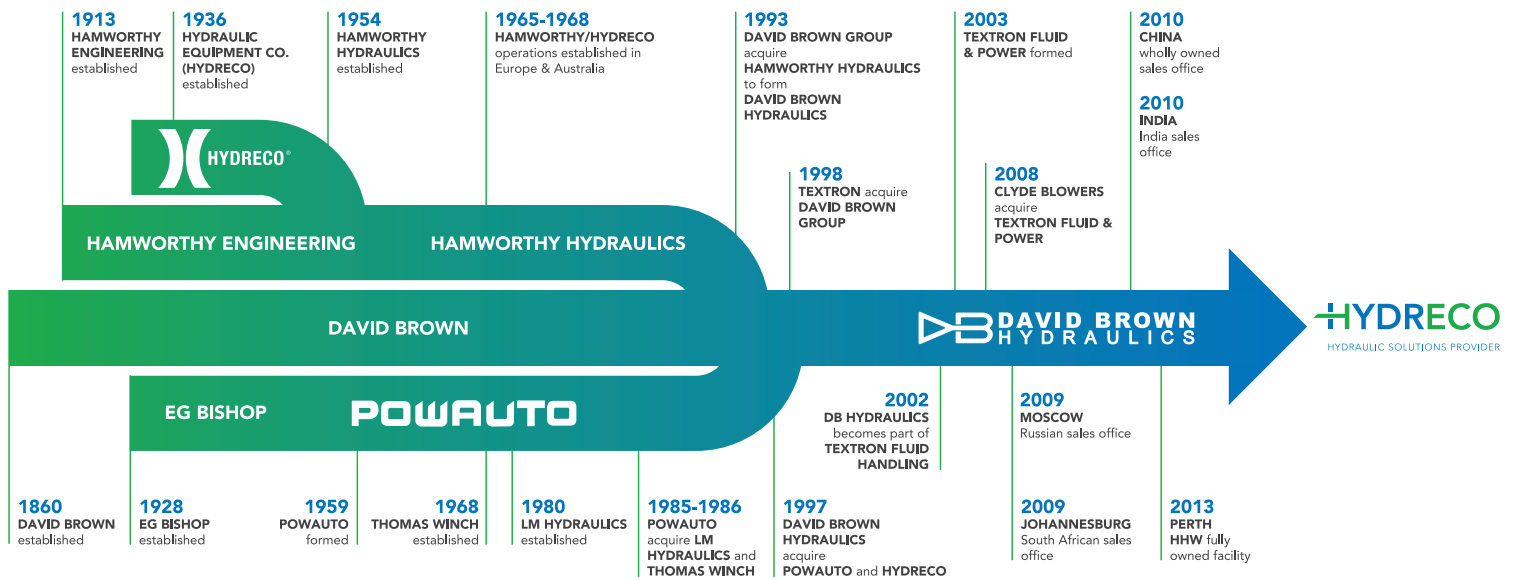 1913
HAMWORTHY
ENGINEERING
established
1936
HYDRAULIC
EQUIPMENT CO.
(HYDRECO)
established
1954
HAMWORTHY
HYDRAULICS
established
1965-1968
HAMWORTHY/HYDRECO
operations established in
Europe & Australia
1993
DAVID BROWN GROUP
acquire
HAMWORTHY HYDRAULICS
to form
DAVID BROWN
HYDRAULICS
2003
TEXTRON FLUID
& POWER formed
2010
CHINA
wholly owned
sales office
2010
INDIA
India sales
office
1998
TEXTRON acquire
DAVID BROWN
GROUP
2008
CLYDE BLOWERS
acquire
TEXTRON FLUID &
POWER
HYDRECO®
HAMWORTHY ENGINEERING
HAMWORTHY HYDRAULICS
DAVID BROWN
DB DAVID BROWN
HYDRAULICS
HYDRECO
HYDRAULIC SOLUTIONS PROVIDER
EG BISHOP
POWAUTO
2002
DB HYDRAULICS
becomes part of
TEXTRON FLUID
HANDLING
2009
MOSCOW
Russian sales office
1860
DAVID BROWN
established
1928
EG BISHOP
established
1959
POWAUTO
formed
1968
THOMAS WINCH
established
1980
LM HYDRAULICS
established
1985-1986
POWAUTO
acquire LM
HYDRAULICS and
THOMAS WINCH
1997
DAVID BROWN
HYDRAULICS
acquire
POWAUTO and HYDRECO
2009
JOHANNESBURG
South African sales
office
2013
PERTH
HHW fully
owned facility